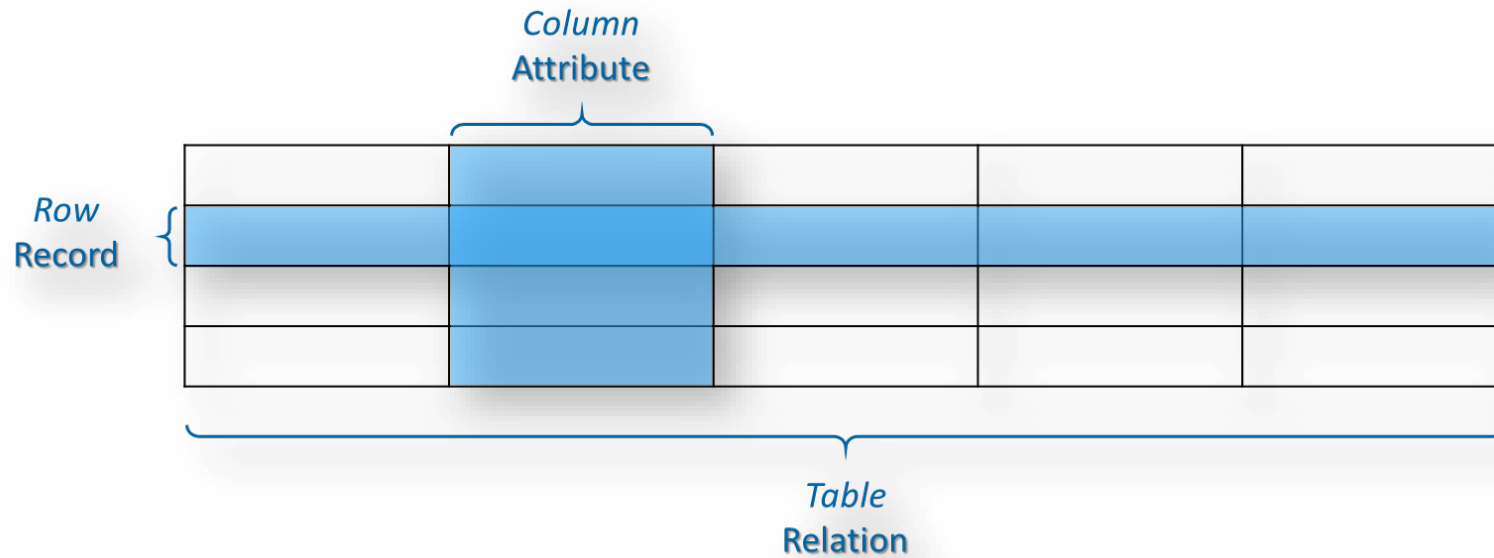 Column
Attribute
Row
Record
Table
Relation